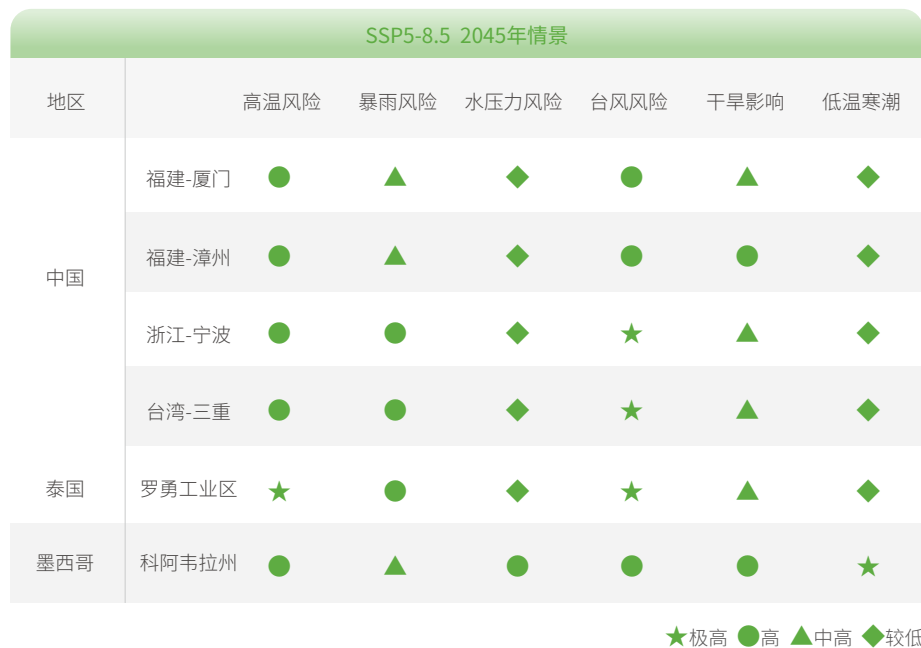 SSP5-8.5 2045年情景
地区 高温风险 暴雨风险 水压力风险 台风风险 干旱影响 低温寒潮
福建-厦门 ● ▲ ◆ ● ▲ ◆
中国
福建-漳州 ● ▲ ◆ ● ● ◆
浙江-宁波 ● ● ◆ ★ ▲ ◆
台湾-三重 ● ● ◆ ★ ▲ ◆
泰国 罗勇工业区 ★ ● ◆ ★ ▲ ◆
墨西哥 科阿韦拉州 ● ▲ ● ● ● ★
★极高 ●高 ▲中高 ◆较低